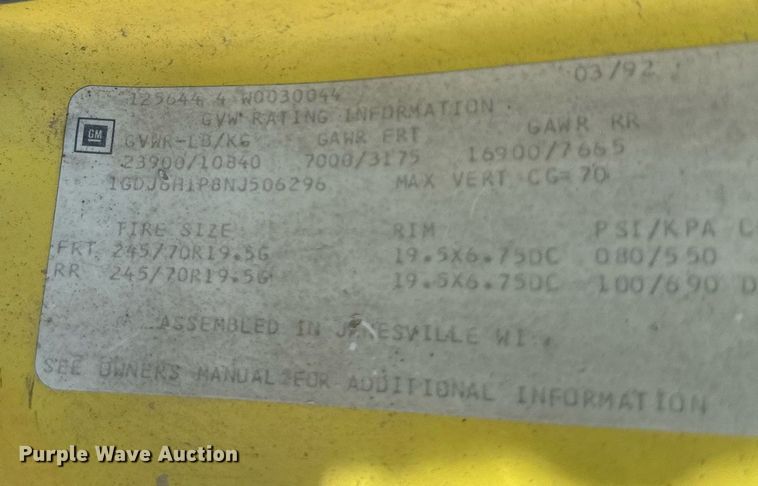 03/92
125644 4 W0030044
GVW RATING INFORMATION
GM
GVWR-LB/KG GAWR FRT GAWR RR
23900/10840 7000/3175 16900/7665
1GDJ6H1P8NJ506296 MAX VERT CG=70
TIRE SIZE RIM PSI/KPA C
FRT 245/70R19.5G 19.5X6.75DC 080/550
RR 245/70R19.5G 19.5X6.75DC 100/690 D
ASSEMBLED IN JANESVILLE WI.
SEE OWNERS MANUAL FOR ADDITIONAL INFORMATION
Purple Wave Auction